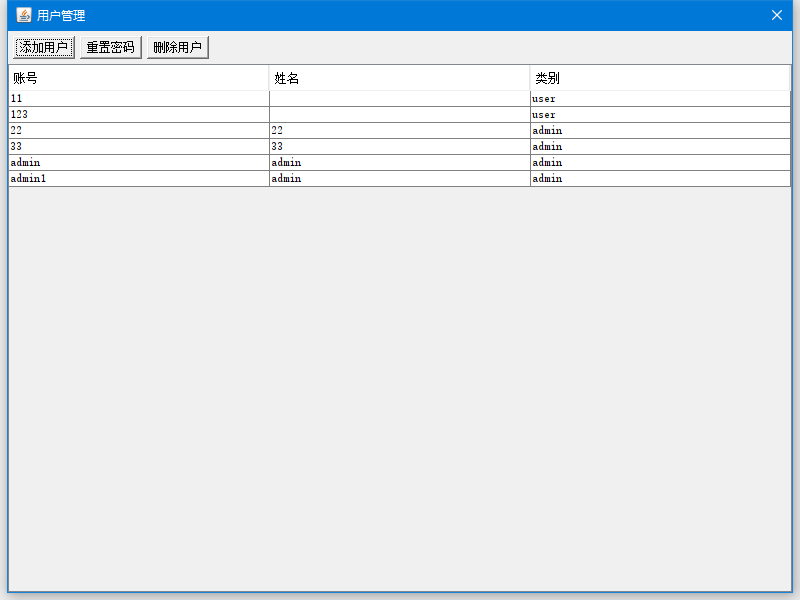 用户管理
添加用户 重置密码 删除用户
账号 姓名 类别
11 user
123 user
22 22 admin
33 33 admin
admin admin admin
admin1 admin admin